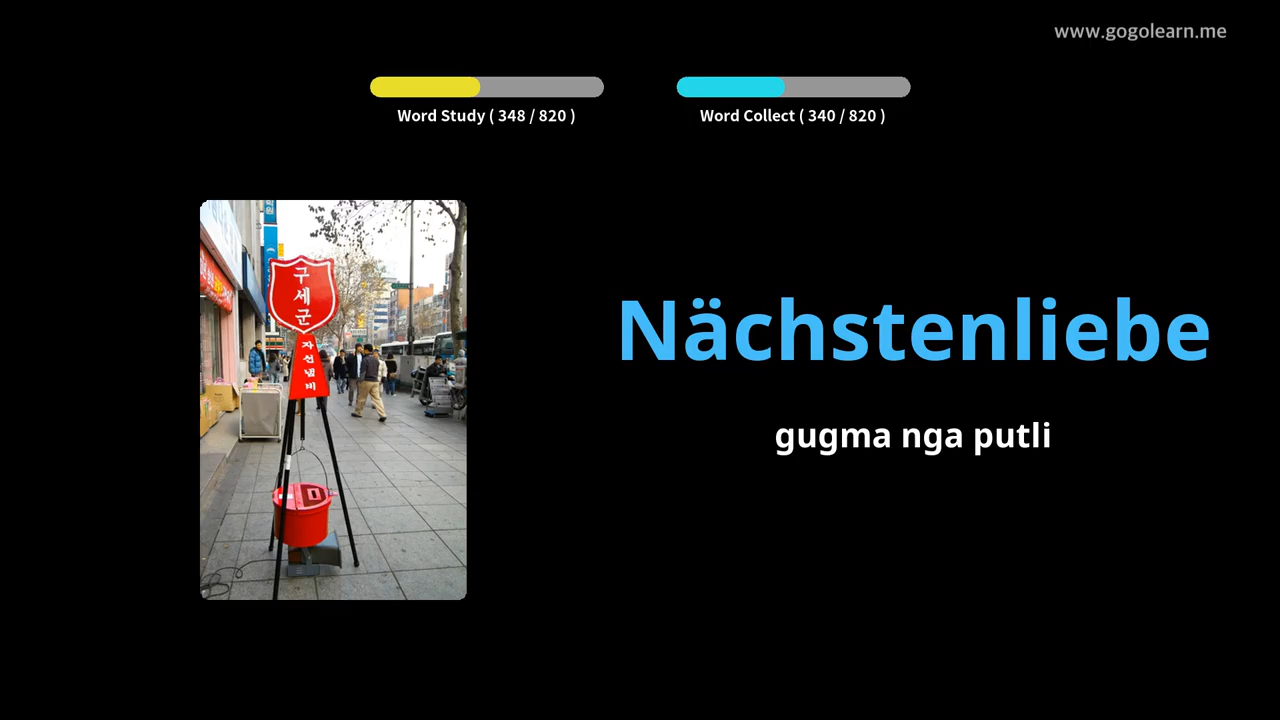 www.gogolearn.me
Word Study ( 348 / 820 )
Word Collect ( 340 / 820 )
구세군
자선냄비
Nächstenliebe
gugma nga putli